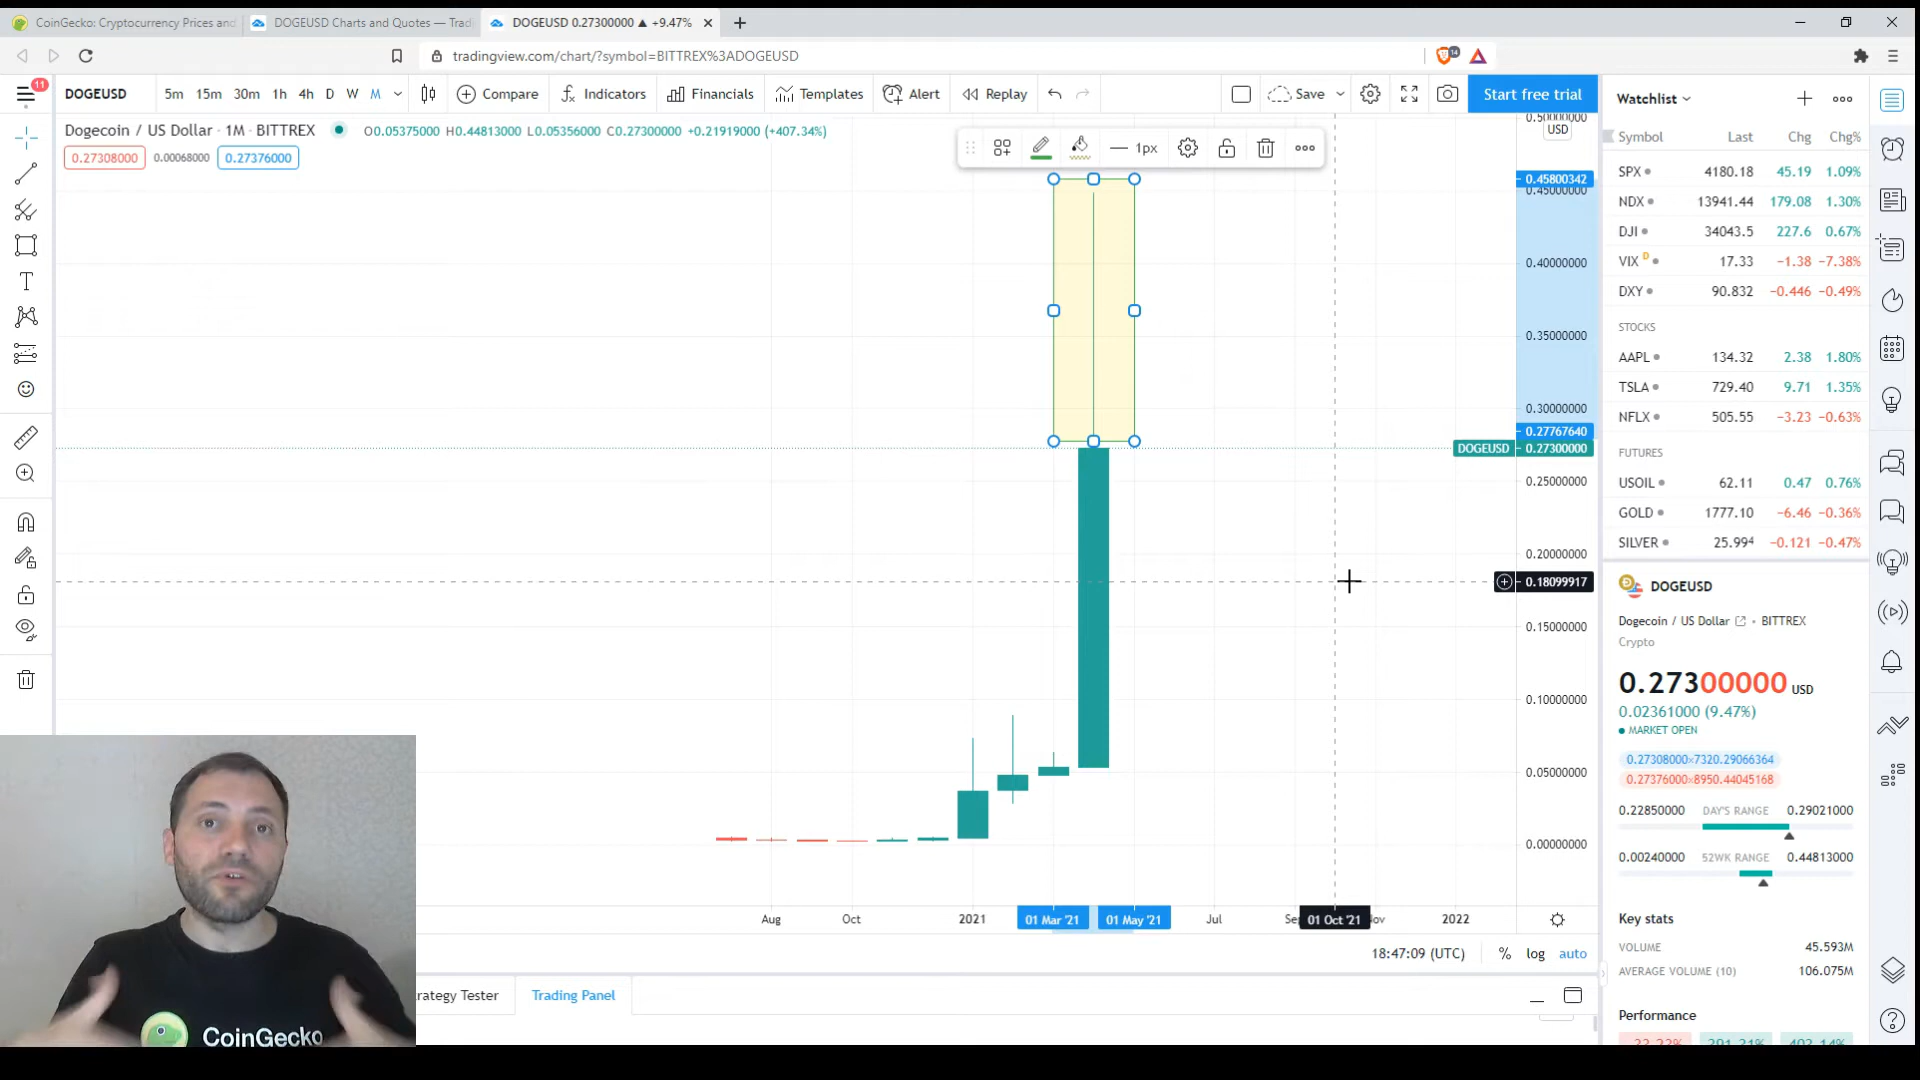 CoinGecko: Cryptocurrency Prices and
DOGEUSD Charts and Quotes — Tradi
DOGEUSD 0.27300000 ▲ +9.47%
tradingview.com/chart/?symbol=BITTREX%3ADOGEUSD
14
11
DOGEUSD
5m
15m
30m
1h
4h
D
W
M
Compare
Indicators
Financials
Templates
Alert
Replay
Save
Start free trial
Dogecoin / US Dollar · 1M · BITTREX
O0.05375000 H0.44813000 L0.05356000 C0.27300000 +0.21919000 (+407.34%)
0.27308000
0.00068000
0.27376000
1px
0.50000000
USD
0.45800342
0.45000000
0.40000000
0.35000000
0.30000000
0.27767640
DOGEUSD
0.27300000
0.25000000
0.20000000
0.18099917
0.15000000
0.10000000
0.05000000
0.00000000
Aug
Oct
2021
01 Mar '21
01 May '21
Jul
Se
01 Oct '21
ov
2022
18:47:09 (UTC)
%
log
auto
rategy Tester
Trading Panel
CoinGecko
Watchlist
Symbol Last Chg Chg%
SPX 4180.18 45.19 1.09%
NDX 13941.44 179.08 1.30%
DJI 34043.5 227.6 0.67%
VIX D 17.33 −1.38 −7.38%
DXY 90.832 −0.446 −0.49%
STOCKS
AAPL 134.32 2.38 1.80%
TSLA 729.40 9.71 1.35%
NFLX 505.55 −3.23 −0.63%
FUTURES
USOIL 62.11 0.47 0.76%
GOLD 1777.10 −6.46 −0.36%
SILVER 25.994 −0.121 −0.47%
DOGEUSD
Dogecoin / US Dollar • BITTREX
Crypto
0.27300000 USD
0.02361000 (9.47%)
MARKET OPEN
0.27308000×7320.29066364
0.27376000×8950.44045168
0.22850000 DAY'S RANGE 0.29021000
0.00240000 52WK RANGE 0.44813000
Key stats
VOLUME 45.593M
AVERAGE VOLUME (10) 106.075M
Performance